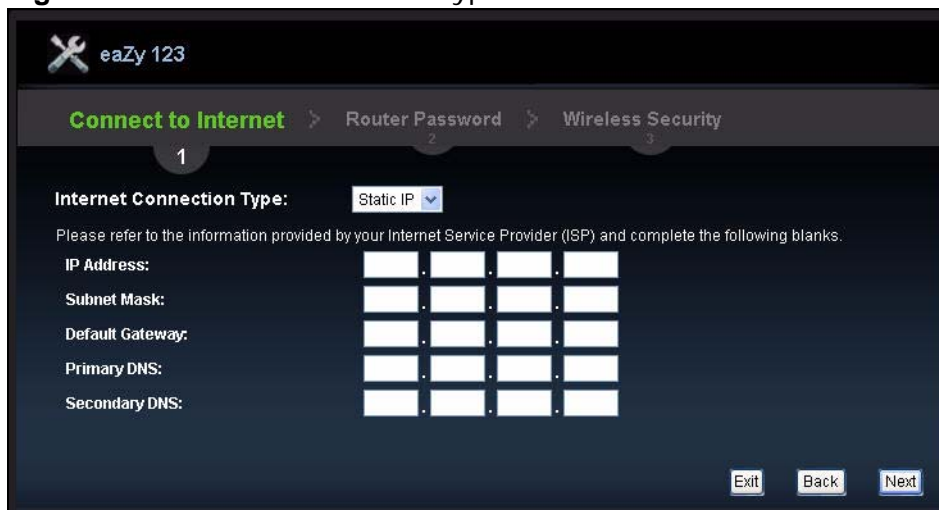 eaZy 123
Connect to Internet > Router Password > Wireless Security
1 2 3
Internet Connection Type: Static IP
Please refer to the information provided by your Internet Service Provider (ISP) and complete the following blanks.
IP Address: . . .
Subnet Mask: . . .
Default Gateway: . . .
Primary DNS: . . .
Secondary DNS: . . .
Exit Back Next